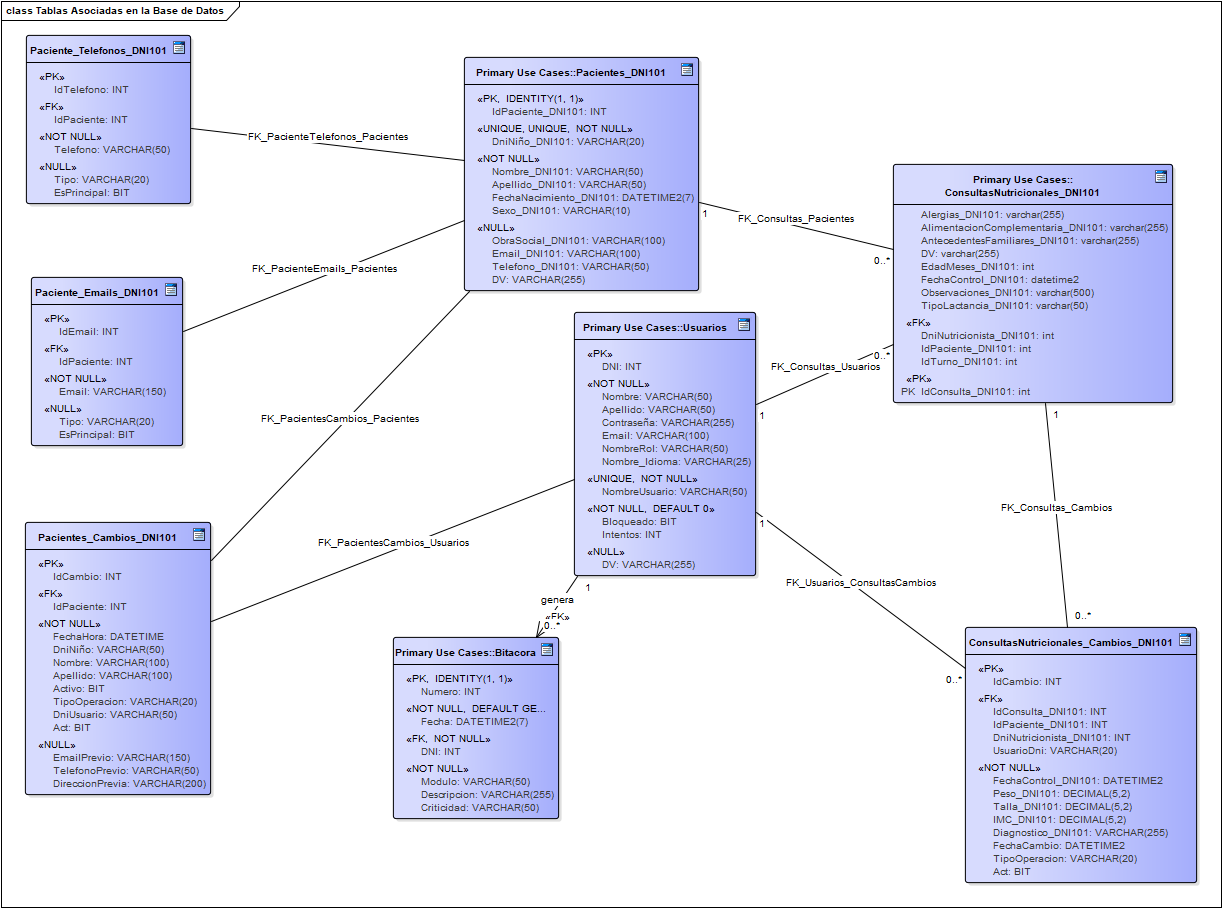 class Tablas Asociadas en la Base de Datos
Paciente_Telefonos_DNI101
«PK»
IdTelefono: INT
«FK»
IdPaciente: INT
«NOT NULL»
Telefono: VARCHAR(50)
«NULL»
Tipo: VARCHAR(20)
EsPrincipal: BIT
FK_PacienteTelefonos_Pacientes
Primary Use Cases::Pacientes_DNI101
«PK, IDENTITY(1, 1)»
IdPaciente_DNI101: INT
«UNIQUE, UNIQUE, NOT NULL»
DniNiño_DNI101: VARCHAR(20)
«NOT NULL»
Nombre_DNI101: VARCHAR(50)
Apellido_DNI101: VARCHAR(50)
FechaNacimiento_DNI101: DATETIME2(7)
Sexo_DNI101: VARCHAR(10)
«NULL»
ObraSocial_DNI101: VARCHAR(100)
Email_DNI101: VARCHAR(100)
Telefono_DNI101: VARCHAR(50)
DV: VARCHAR(255)
1
FK_Consultas_Pacientes
0..*
Primary Use Cases::
ConsultasNutricionales_DNI101
Alergias_DNI101: varchar(255)
AlimentacionComplementaria_DNI101: varchar(255)
AntecedentesFamiliares_DNI101: varchar(255)
DV: varchar(255)
EdadMeses_DNI101: int
FechaControl_DNI101: datetime2
Observaciones_DNI101: varchar(500)
TipoLactancia_DNI101: varchar(50)
«FK»
DniNutricionista_DNI101: int
IdPaciente_DNI101: int
IdTurno_DNI101: int
«PK»
PK IdConsulta_DNI101: int
FK_PacienteEmails_Pacientes
Paciente_Emails_DNI101
«PK»
IdEmail: INT
«FK»
IdPaciente: INT
«NOT NULL»
Email: VARCHAR(150)
«NULL»
Tipo: VARCHAR(20)
EsPrincipal: BIT
FK_PacientesCambios_Pacientes
Primary Use Cases::Usuarios
«PK»
DNI: INT
«NOT NULL»
Nombre: VARCHAR(50)
Apellido: VARCHAR(50)
Contraseña: VARCHAR(255)
Email: VARCHAR(100)
NombreRol: VARCHAR(50)
Nombre_Idioma: VARCHAR(25)
«UNIQUE, NOT NULL»
NombreUsuario: VARCHAR(50)
«NOT NULL, DEFAULT 0»
Bloqueado: BIT
Intentos: INT
«NULL»
DV: VARCHAR(255)
0..*
FK_Consultas_Usuarios
1
1
FK_Consultas_Cambios
0..*
Pacientes_Cambios_DNI101
«PK»
IdCambio: INT
«FK»
IdPaciente: INT
«NOT NULL»
FechaHora: DATETIME
DniNiño: VARCHAR(50)
Nombre: VARCHAR(100)
Apellido: VARCHAR(100)
Activo: BIT
TipoOperacion: VARCHAR(20)
DniUsuario: VARCHAR(50)
Act: BIT
«NULL»
EmailPrevio: VARCHAR(150)
TelefonoPrevio: VARCHAR(50)
DireccionPrevia: VARCHAR(200)
FK_PacientesCambios_Usuarios
1
FK_Usuarios_ConsultasCambios
0..*
1
genera
«FK»
0..*
Primary Use Cases::Bitacora
«PK, IDENTITY(1, 1)»
Numero: INT
«NOT NULL, DEFAULT GE...
Fecha: DATETIME2(7)
«FK, NOT NULL»
DNI: INT
«NOT NULL»
Modulo: VARCHAR(50)
Descripcion: VARCHAR(255)
Criticidad: VARCHAR(50)
ConsultasNutricionales_Cambios_DNI101
«PK»
IdCambio: INT
«FK»
IdConsulta_DNI101: INT
IdPaciente_DNI101: INT
DniNutricionista_DNI101: INT
UsuarioDni: VARCHAR(20)
«NOT NULL»
FechaControl_DNI101: DATETIME2
Peso_DNI101: DECIMAL(5,2)
Talla_DNI101: DECIMAL(5,2)
IMC_DNI101: DECIMAL(5,2)
Diagnostico_DNI101: VARCHAR(255)
FechaCambio: DATETIME2
TipoOperacion: VARCHAR(20)
Act: BIT